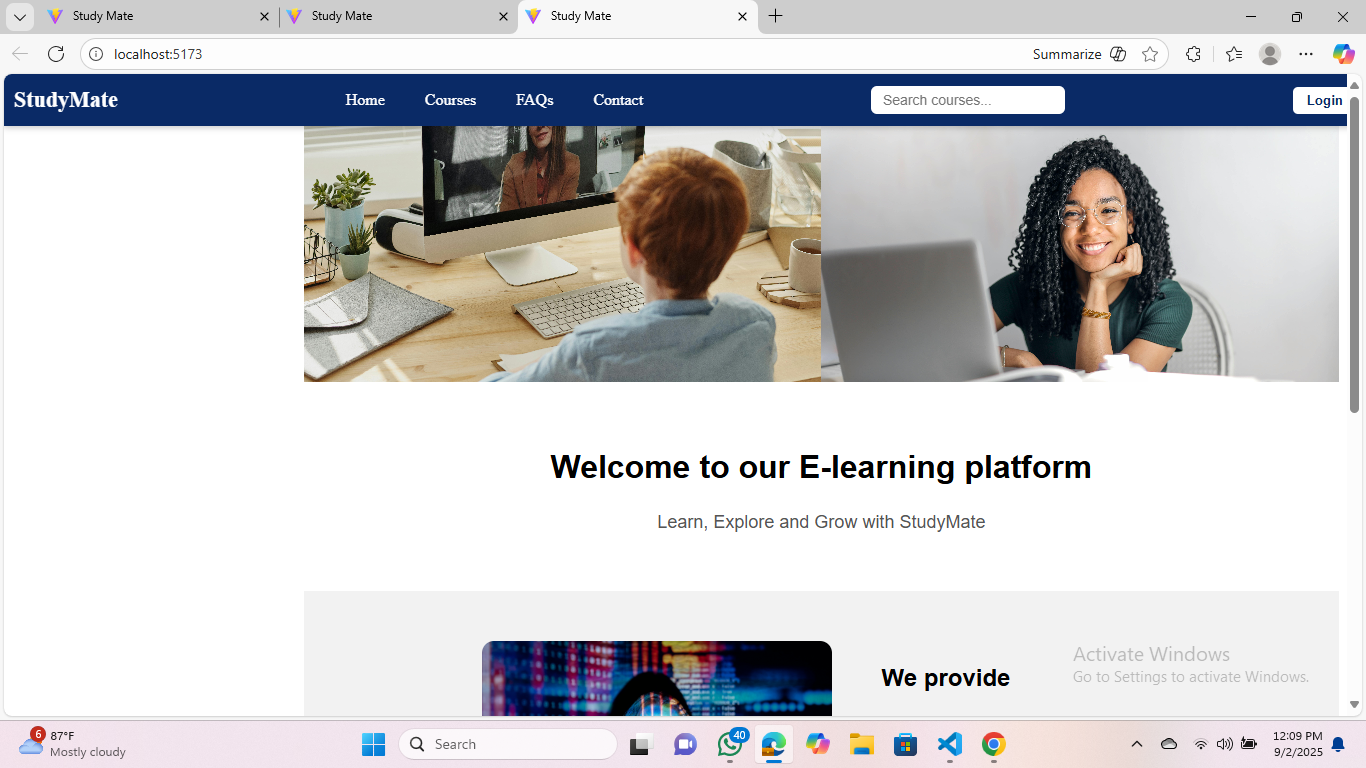 Study Mate
Study Mate
Study Mate
localhost:5173
Summarize
StudyMate
Home
Courses
FAQs
Contact
Search courses...
Login
Welcome to our E-learning platform
Learn, Explore and Grow with StudyMate
We provide
Activate Windows
Go to Settings to activate Windows.
6
87°F
Mostly cloudy
Search
40
12:09 PM
9/2/2025